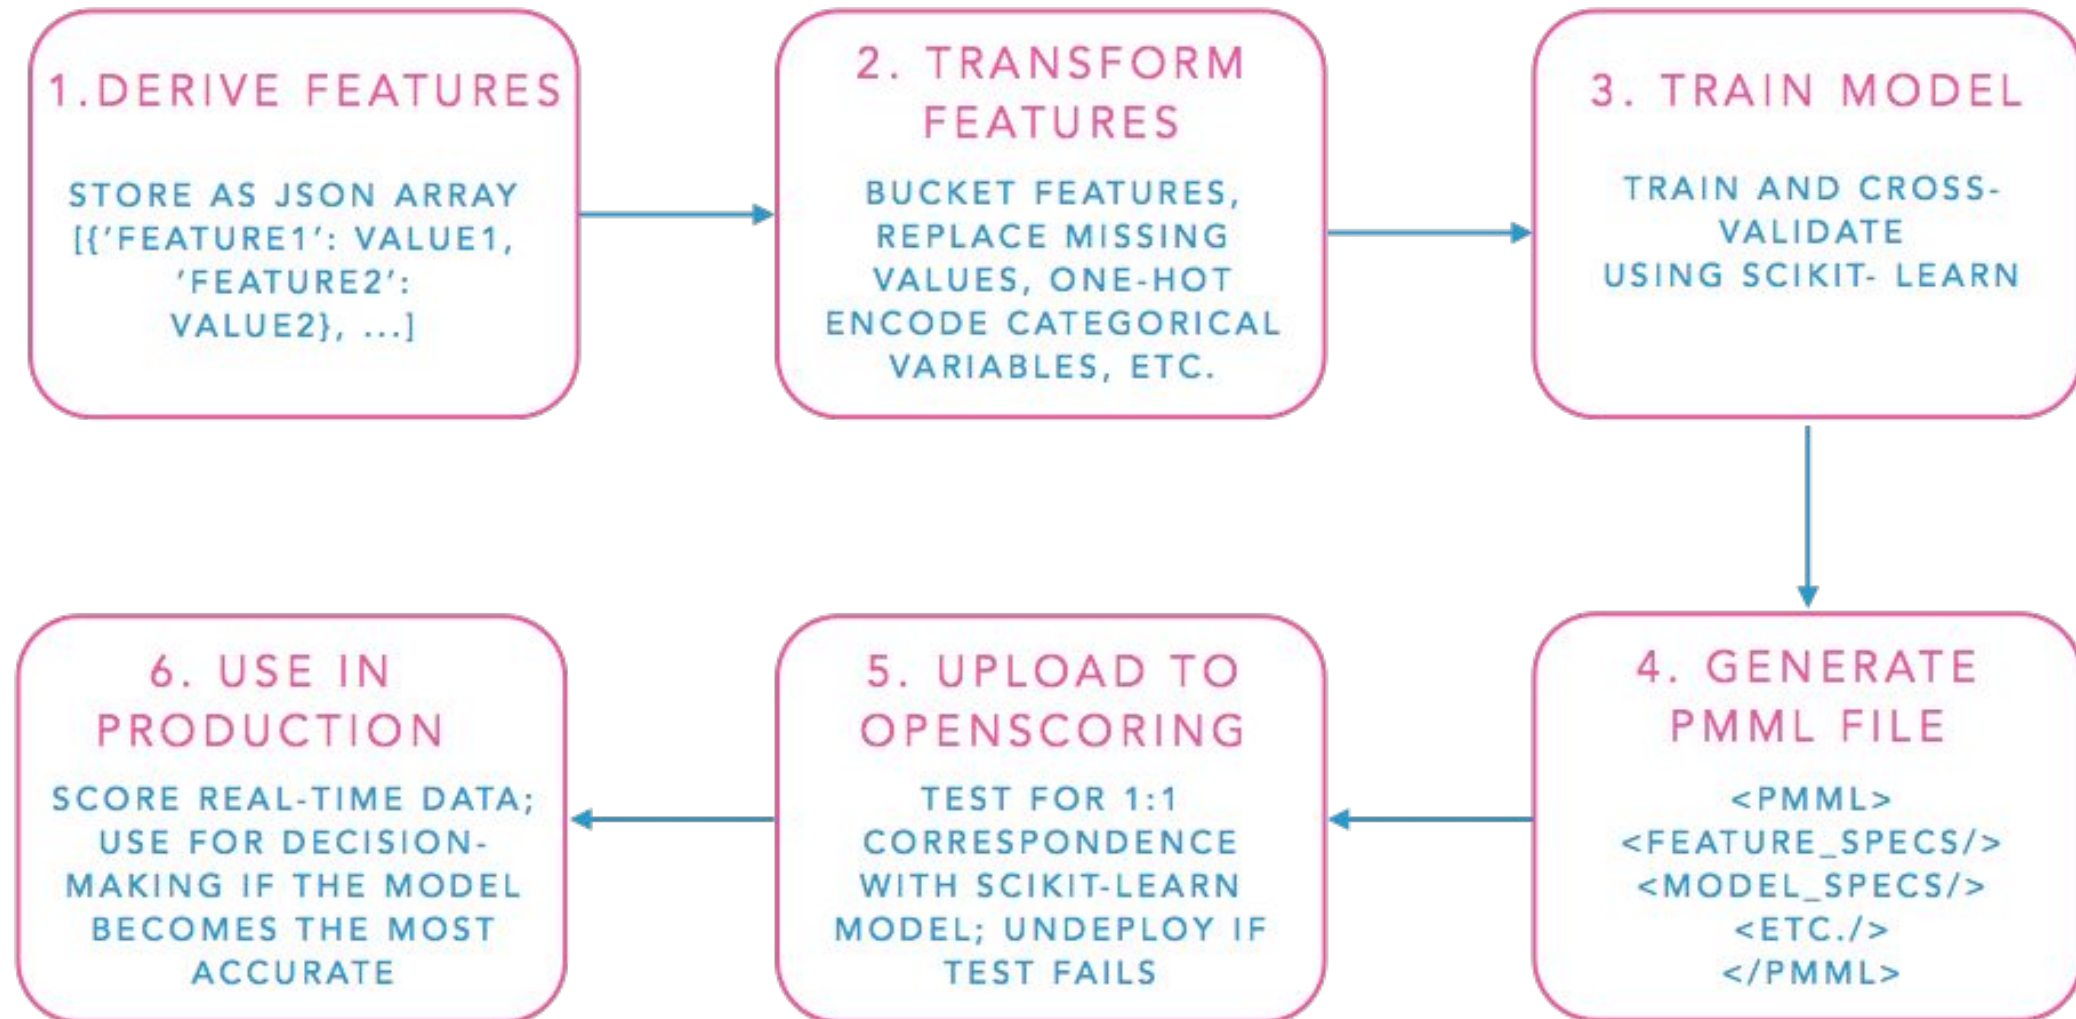 1.DERIVE FEATURES
STORE AS JSON ARRAY
[{'FEATURE1': VALUE1,
'FEATURE2':
VALUE2}, ...]
2. TRANSFORM
FEATURES
BUCKET FEATURES,
REPLACE MISSING
VALUES, ONE-HOT
ENCODE CATEGORICAL
VARIABLES, ETC.
3. TRAIN MODEL
TRAIN AND CROSS-
VALIDATE
USING SCIKIT- LEARN
4. GENERATE
PMML FILE
<PMML>
<FEATURE_SPECS/>
<MODEL_SPECS/>
<ETC./>
</PMML>
5. UPLOAD TO
OPENSCORING
TEST FOR 1:1
CORRESPONDENCE
WITH SCIKIT-LEARN
MODEL; UNDEPLOY IF
TEST FAILS
6. USE IN
PRODUCTION
SCORE REAL-TIME DATA;
USE FOR DECISION-
MAKING IF THE MODEL
BECOMES THE MOST
ACCURATE